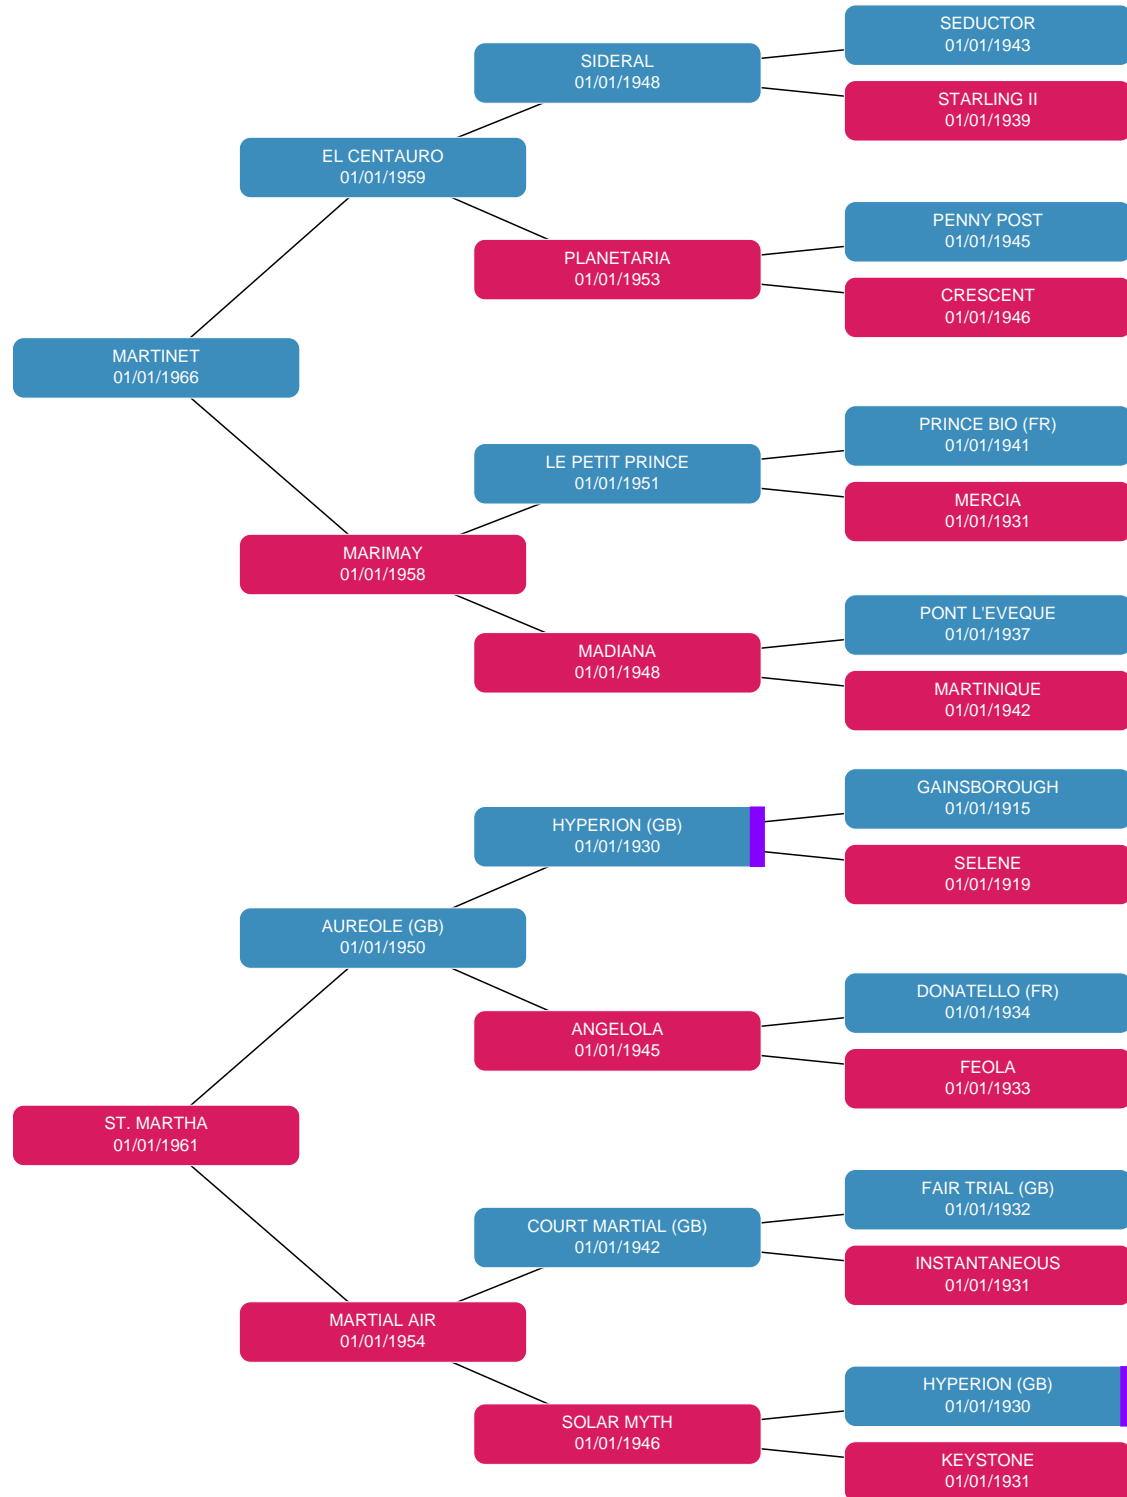 SEDUCTOR
01/01/1943
SIDERAL
01/01/1948
STARLING II
01/01/1939
EL CENTAURO
01/01/1959
PENNY POST
01/01/1945
PLANETARIA
01/01/1953
CRESCENT
01/01/1946
MARTINET
01/01/1966
PRINCE BIO (FR)
01/01/1941
LE PETIT PRINCE
01/01/1951
MERCIA
01/01/1931
MARIMAY
01/01/1958
PONT L'EVEQUE
01/01/1937
MADIANA
01/01/1948
MARTINIQUE
01/01/1942
GAINSBOROUGH
01/01/1915
HYPERION (GB)
01/01/1930
SELENE
01/01/1919
AUREOLE (GB)
01/01/1950
DONATELLO (FR)
01/01/1934
ANGELOLA
01/01/1945
FEOLA
01/01/1933
ST. MARTHA
01/01/1961
FAIR TRIAL (GB)
01/01/1932
COURT MARTIAL (GB)
01/01/1942
INSTANTANEOUS
01/01/1931
MARTIAL AIR
01/01/1954
HYPERION (GB)
01/01/1930
SOLAR MYTH
01/01/1946
KEYSTONE
01/01/1931